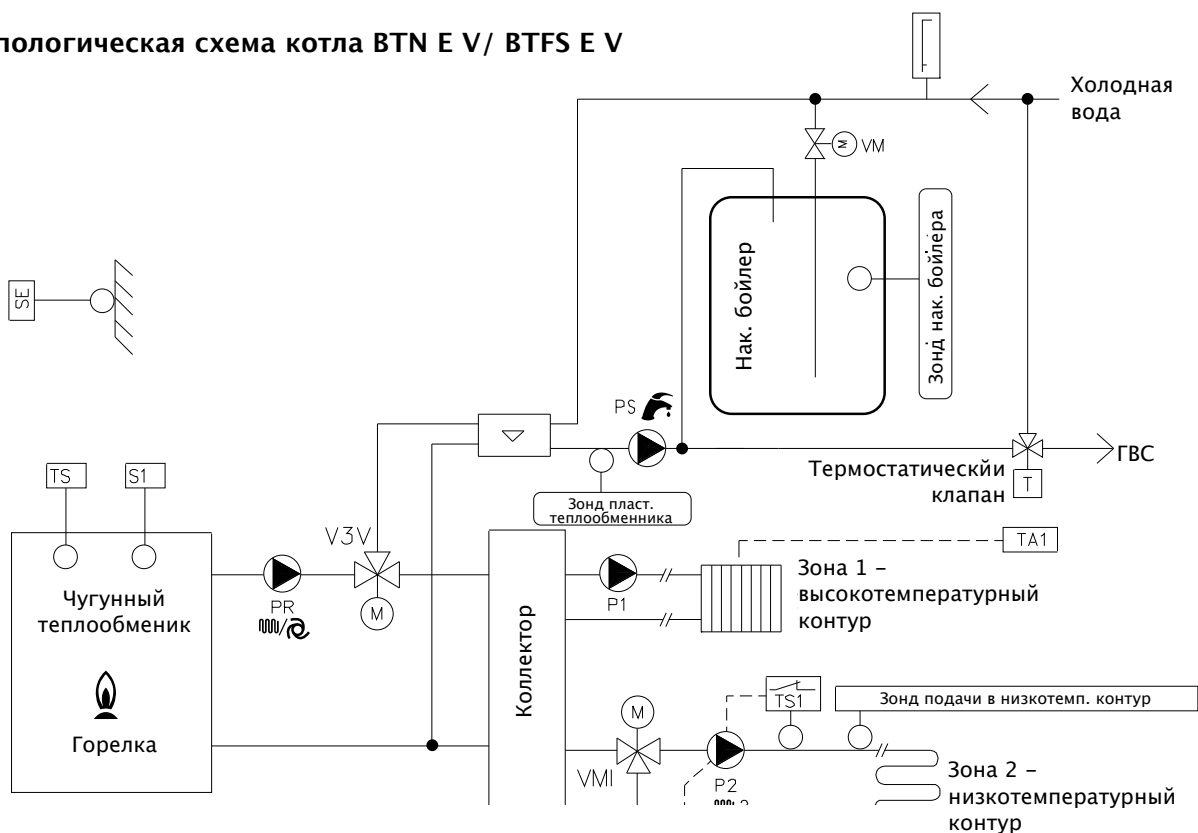 пологическая схема котла BTN E V/ BTFS E V
Холодная
вода
M
VM
Нак. бойлер
Зонд нак. бойлера
SE
PS
ГВС
Термостатическйи
клапан
T
Зонд пласт.
теплообменника
TS
S1
V3V
M
PR
Чугунный
теплообменик
Горелка
Коллектор
P1
TA1
Зона 1 –
высокотемпературный
контур
M
VMI
TS1
P2
Зонд подачи в низкотемп. контур
Зона 2 –
низкотемпературный
контур